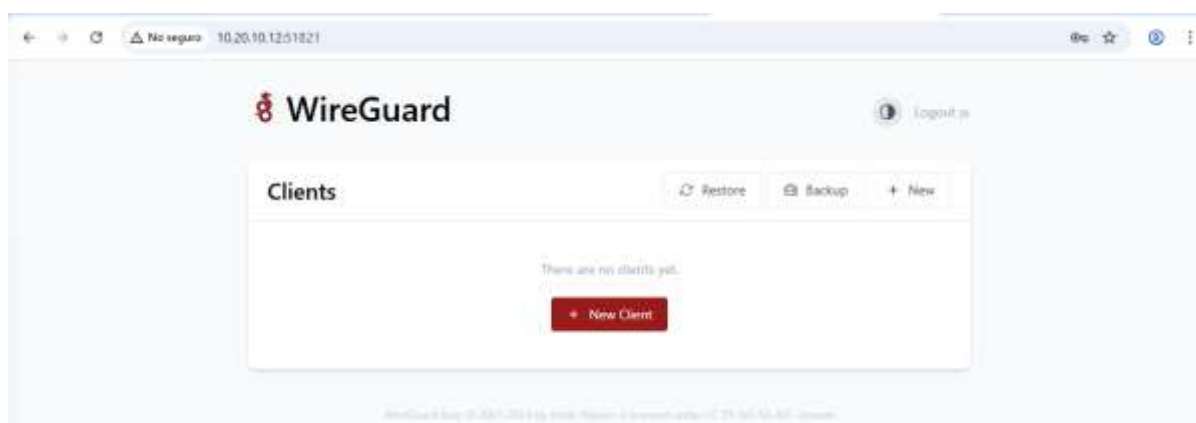 No seguro 10.20.10.12:51821
WireGuard
Logout
Clients
Restore Backup + New
There are no clients yet.
+ New Client